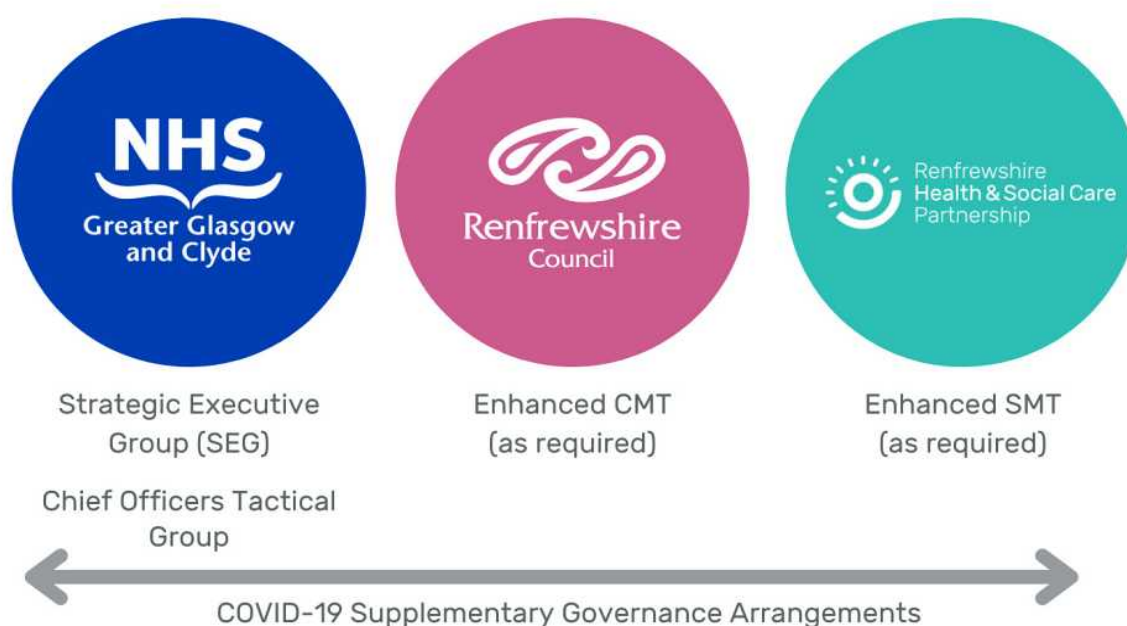 NHS
Greater Glasgow
and Clyde
Renfrewshire
Council
Renfrewshire
Health & Social Care
Partnership
Strategic Executive
Group (SEG)
Chief Officers Tactical
Group
Enhanced CMT
(as required)
Enhanced SMT
(as required)
COVID-19 Supplementary Governance Arrangements